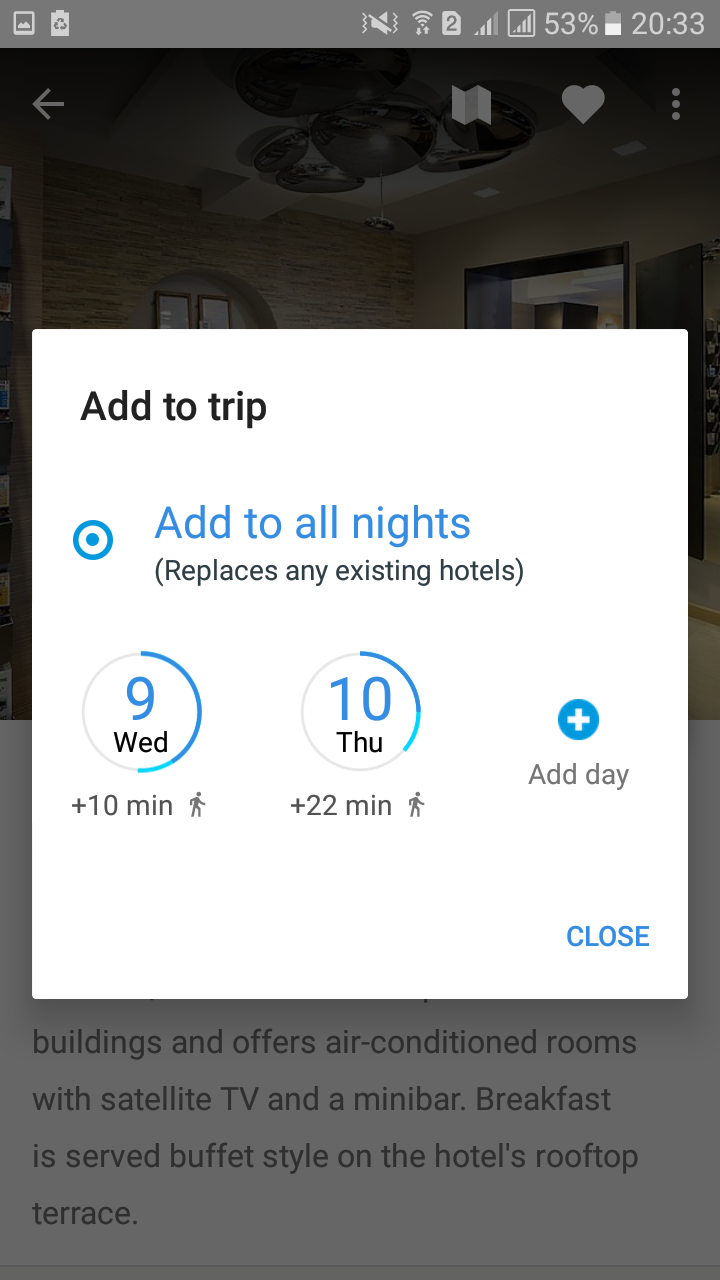 2
53%
20:33
Add to trip
Add to all nights
(Replaces any existing hotels)
9
Wed
+10 min
10
Thu
+22 min
Add day
CLOSE
buildings and offers air-conditioned rooms
with satellite TV and a minibar. Breakfast
is served buffet style on the hotel's rooftop
terrace.